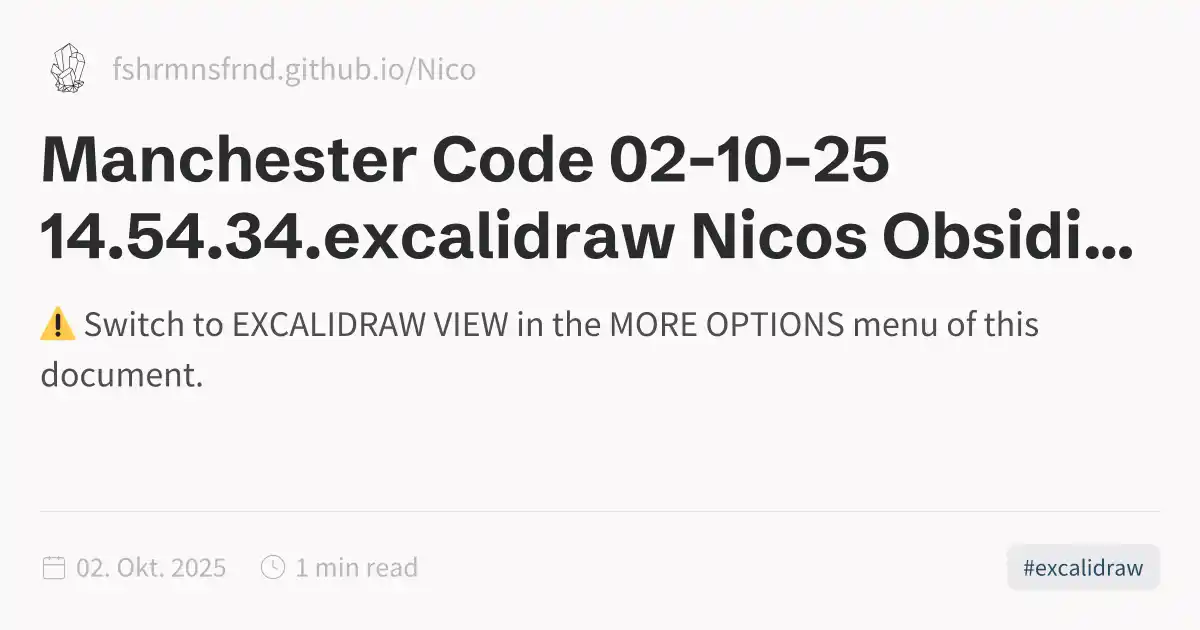 fshrmnsfrnd.github.io/Nico
Manchester Code 02-10-25
14.54.34.excalidraw Nicos Obsidi...
⚠️ Switch to EXCALIDRAW VIEW in the MORE OPTIONS menu of this
document.
02. Okt. 2025 1 min read #excalidraw